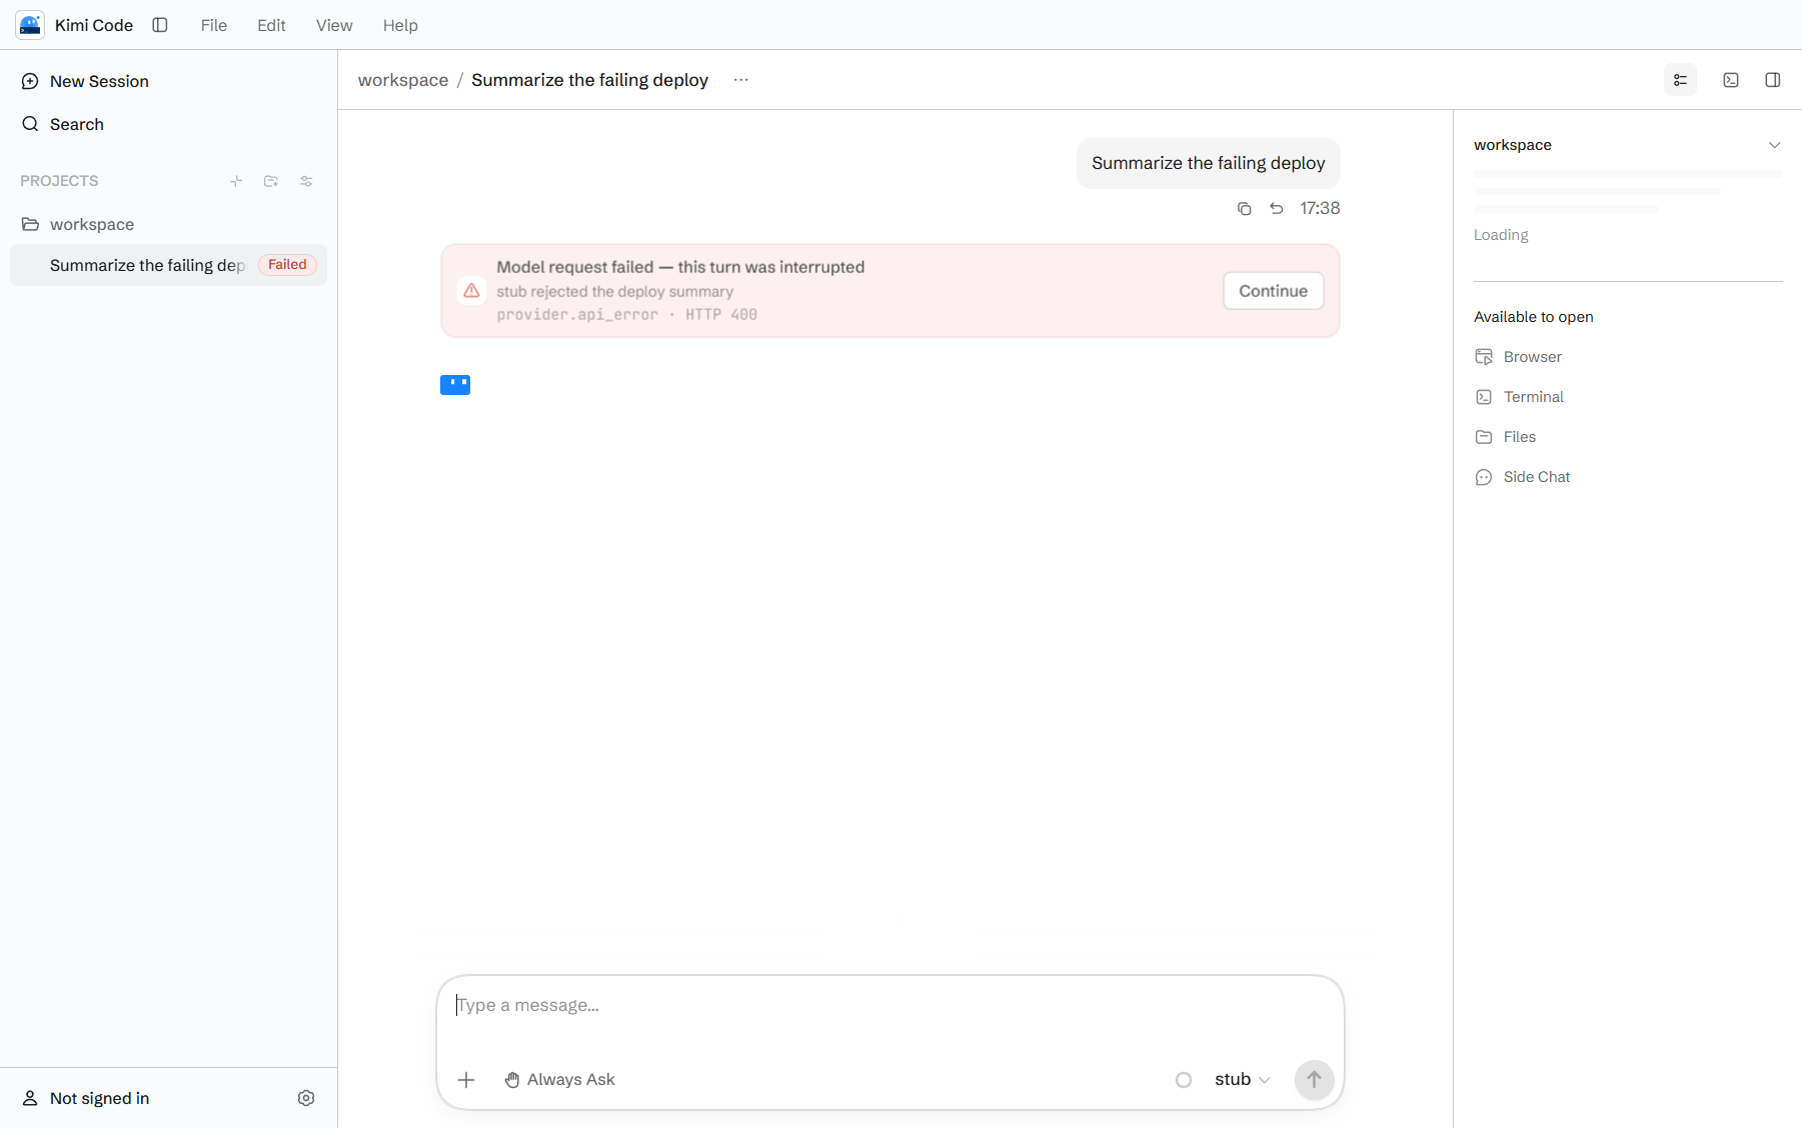 Kimi Code
File
Edit
View
Help
New Session
Search
PROJECTS
workspace
Summarize the failing dep
Failed
Not signed in
workspace / Summarize the failing deploy
Summarize the failing deploy
17:38
Model request failed — this turn was interrupted
stub rejected the deploy summary
provider.api_error · HTTP 400
Continue
Type a message...
Always Ask
stub
workspace
Loading
Available to open
Browser
Terminal
Files
Side Chat